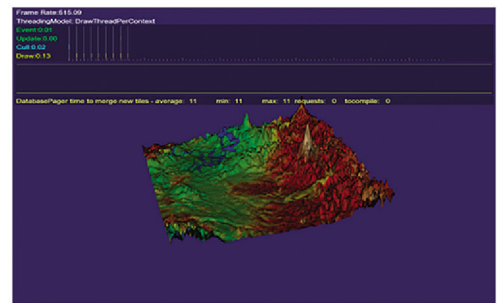 Frame Rate:515.09
ThreadingModel: DrawThreadPerContext
Event:0.01
Update:0.00
Cull:0.02
Draw:0.13
DatabasePager time to merge new tiles - average: 11 min: 11 max: 11 requests: 0 tocompile: 0